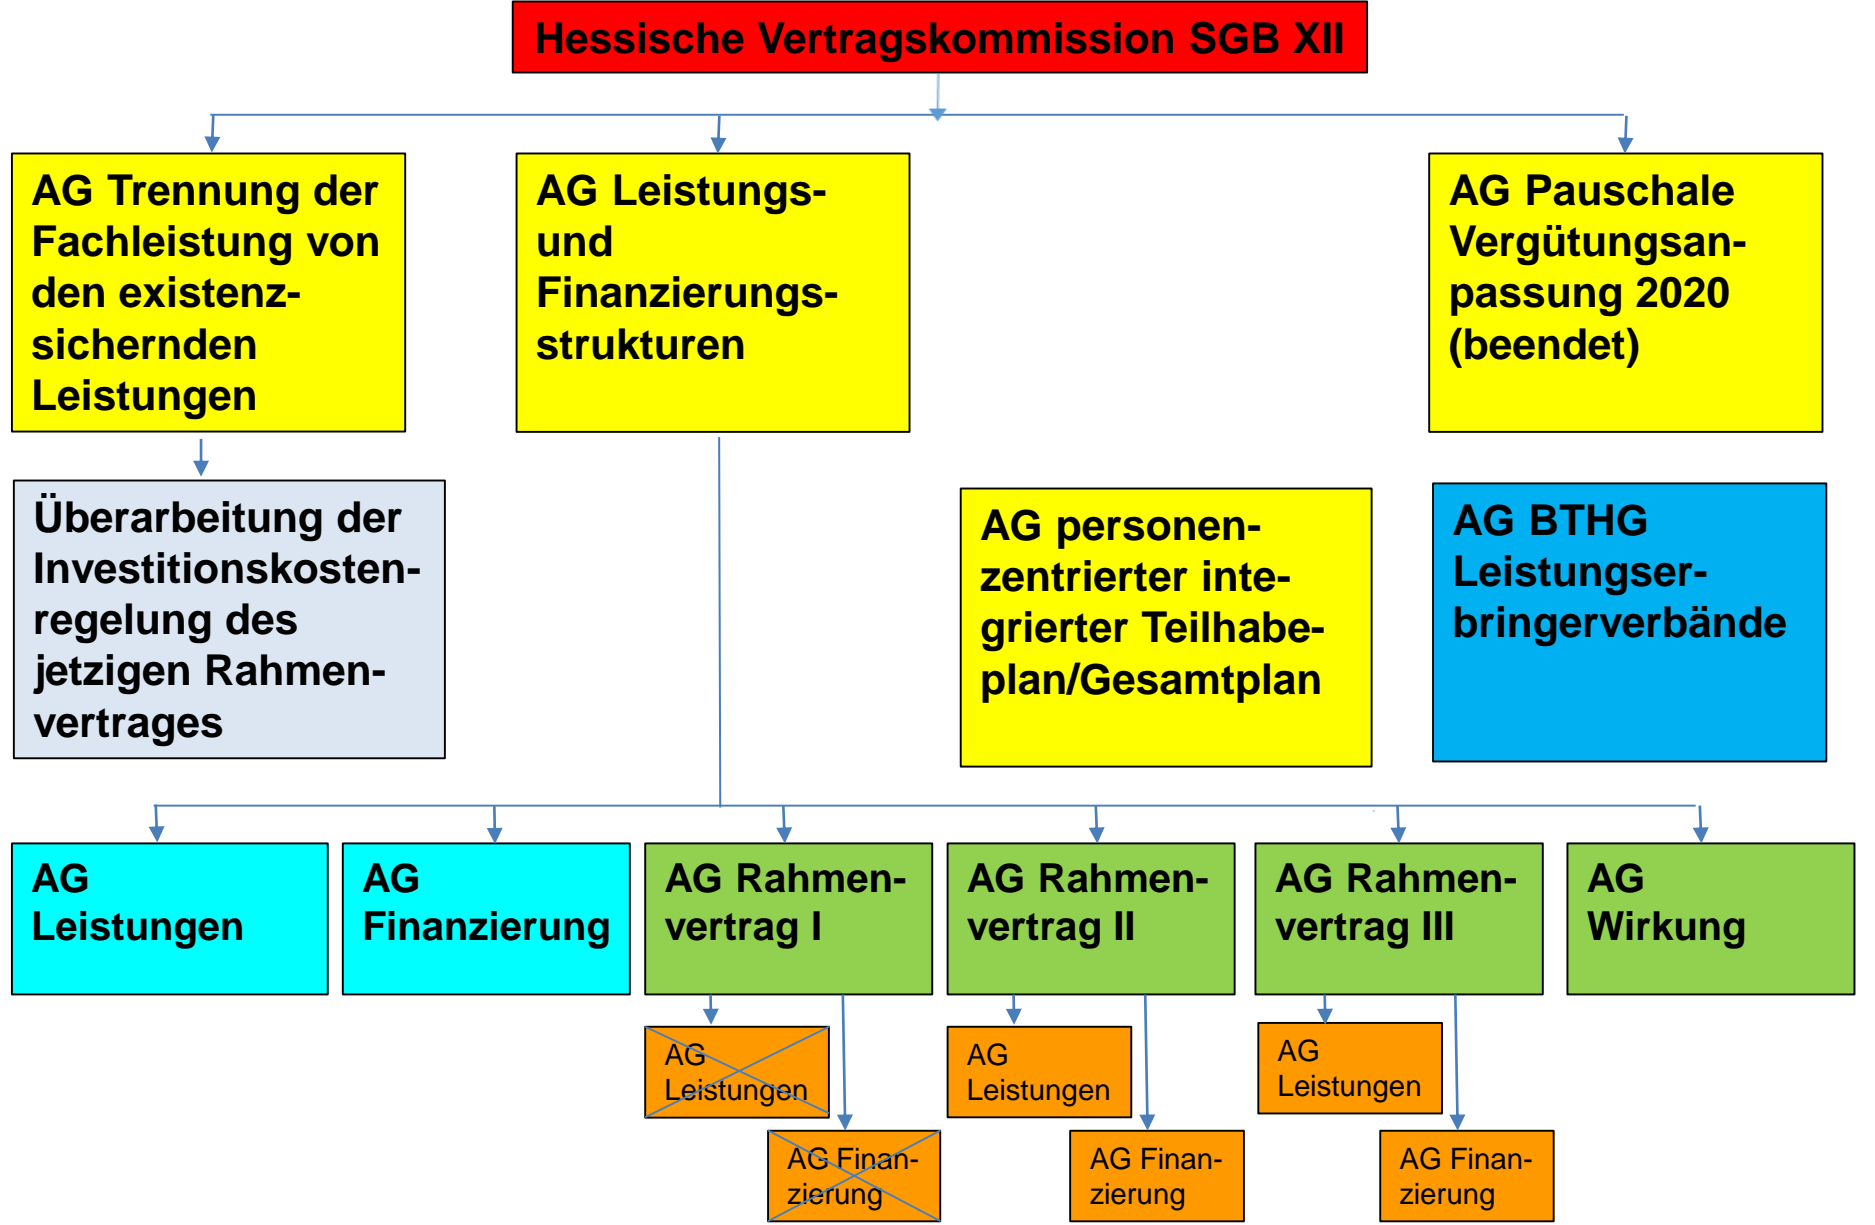 Hessische Vertragskommission SGB XII
AG Trennung der
Fachleistung von
den existenz-
sichernden
Leistungen
AG Leistungs-
und
Finanzierungs-
strukturen
AG Pauschale
Vergütungsan-
passung 2020
(beendet)
Überarbeitung der
Investitionskosten-
regelung des
jetzigen Rahmen-
vertrages
AG personen-
zentrierter inte-
grierter Teilhabe-
plan/Gesamtplan
AG BTHG
Leistungser-
bringerverbände
AG
Leistungen
AG
Finanzierung
AG Rahmen-
vertrag I
AG Rahmen-
vertrag II
AG Rahmen-
vertrag III
AG
Wirkung
AG
Leistungen
AG Finan-
zierung
AG
Leistungen
AG Finan-
zierung
AG
Leistungen
AG Finan-
zierung